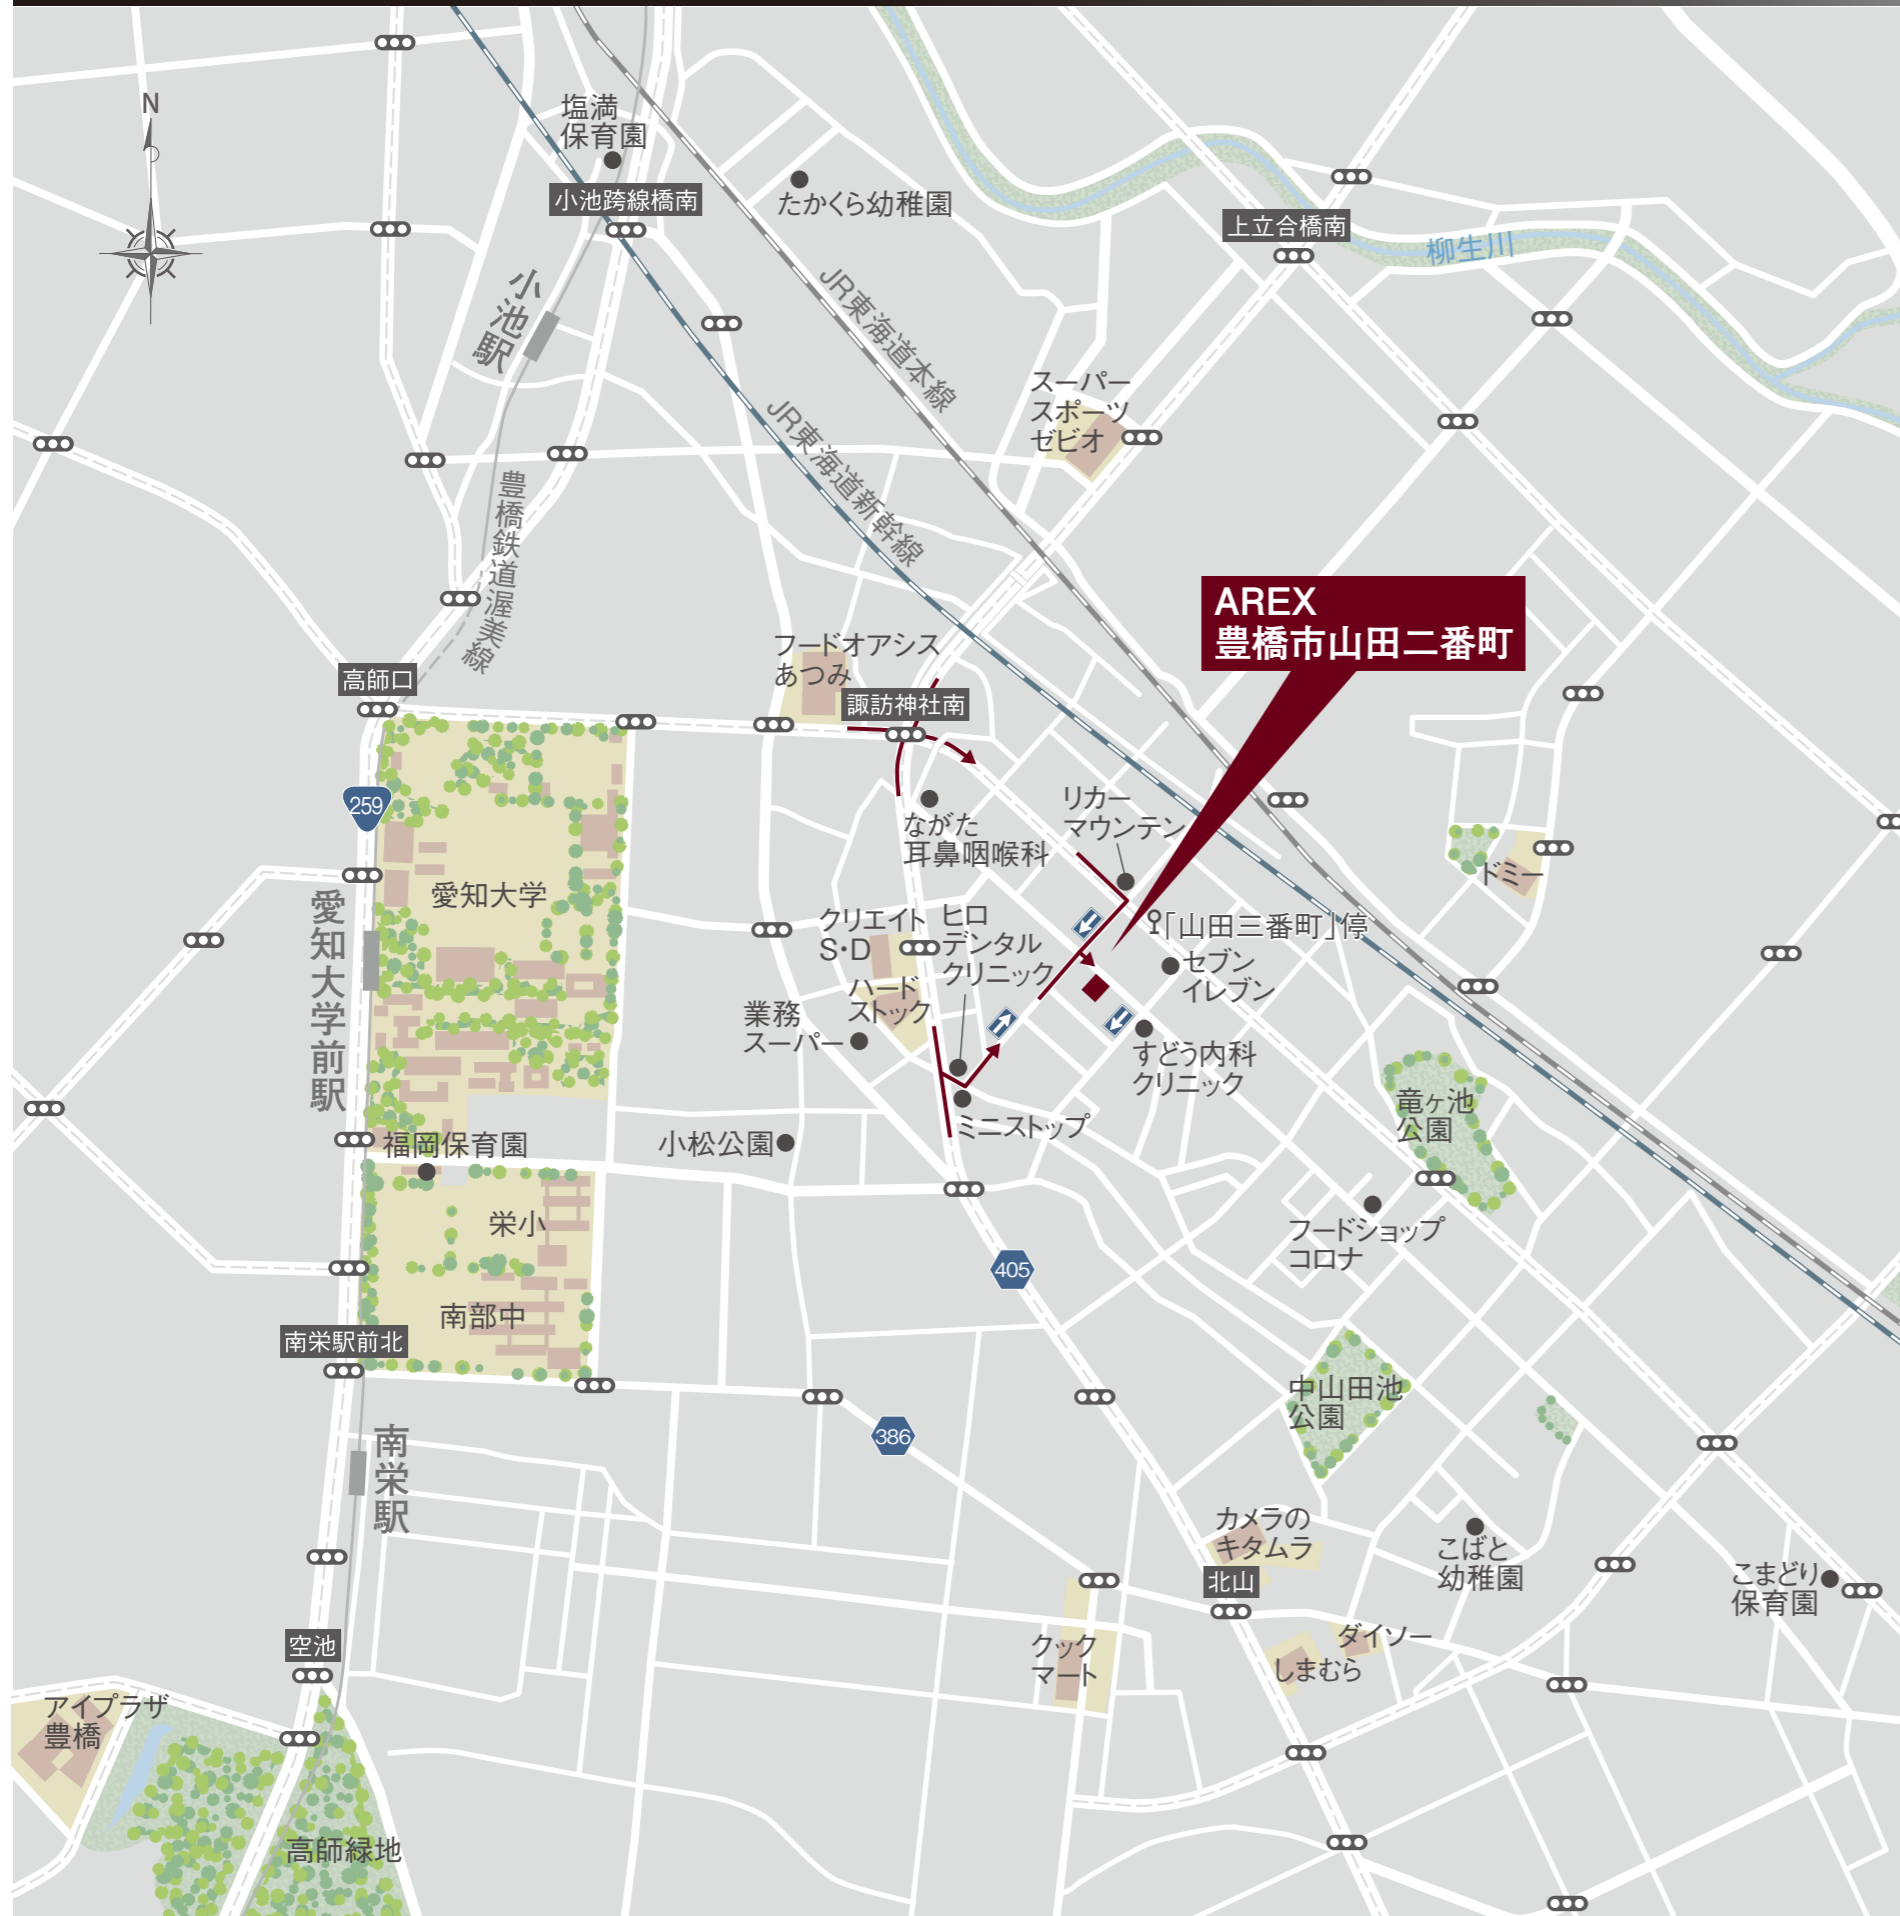 N
塩満
保育園
小池跨線橋南
たかくら幼稚園
上立合橋南
柳生川
小池駅
JR東海道本線
JR東海道新幹線
スーパー
スポーツ
ゼビオ
豊橋鉄道渥美線
AREX
豊橋市山田二番町
フードオアシス
あつみ
高師口
諏訪神社南
259
ながた
耳鼻咽喉科
リカー
マウンテン
ドミー
愛知大学
愛知大学前駅
クリエイト
S・D
ヒロ
デンタル
クリニック
「山田三番町」停
セブン
イレブン
ハード
ストック
業務
スーパー
すどう内科
クリニック
竜ヶ池
公園
ミニストップ
小松公園
福岡保育園
栄小
フードショップ
コロナ
405
南部中
南栄駅前北
中山田池
公園
386
南栄駅
カメラの
キタムラ
北山
こばと
幼稚園
こまどり
保育園
クック
マート
ダイソー
しまむら
空池
アイプラザ
豊橋
高師緑地